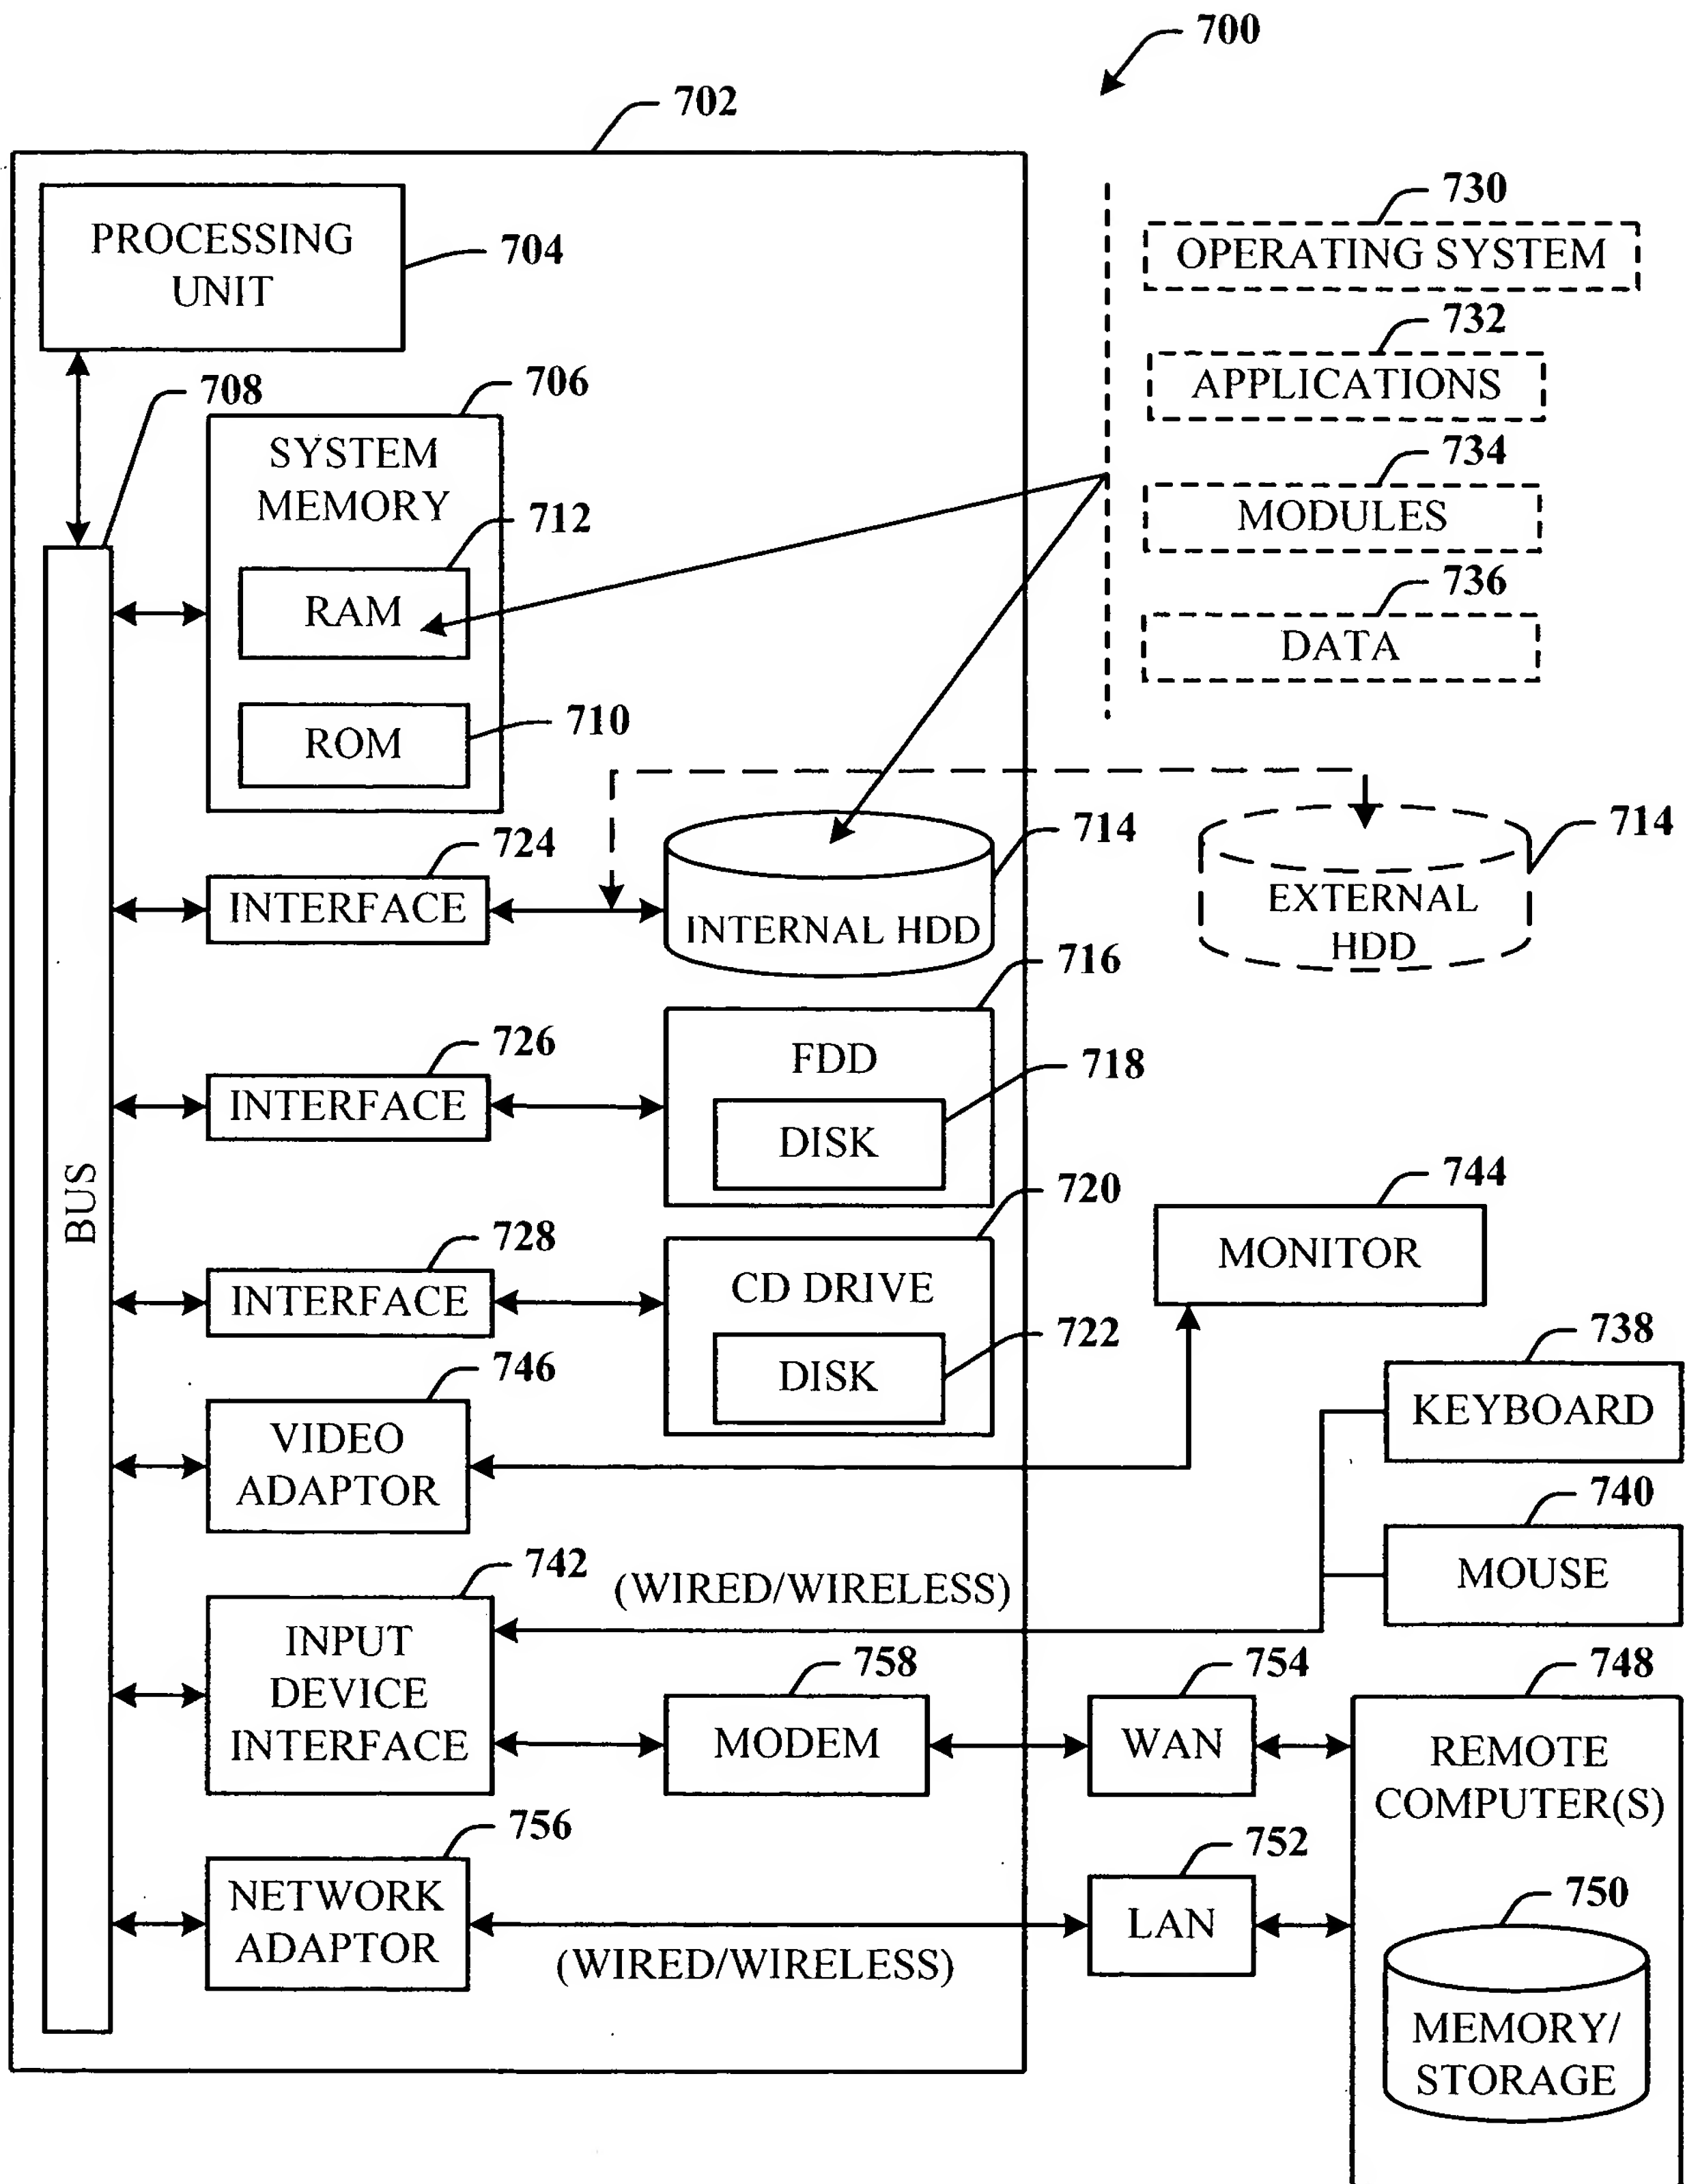 700
702
PROCESSING
UNIT
704
730
OPERATING SYSTEM
732
APPLICATIONS
734
MODULES
736
DATA
708
706
SYSTEM
MEMORY
712
RAM
710
ROM
724
INTERFACE
714
INTERNAL HDD
714
EXTERNAL
HDD
716
726
INTERFACE
FDD
718
DISK
BUS
720
728
INTERFACE
CD DRIVE
722
DISK
744
MONITOR
738
KEYBOARD
746
VIDEO
ADAPTOR
740
MOUSE
742
(WIRED/WIRELESS)
INPUT
DEVICE
INTERFACE
758
MODEM
754
WAN
748
REMOTE
COMPUTER(S)
756
NETWORK
ADAPTOR
(WIRED/WIRELESS)
752
LAN
750
MEMORY/
STORAGE